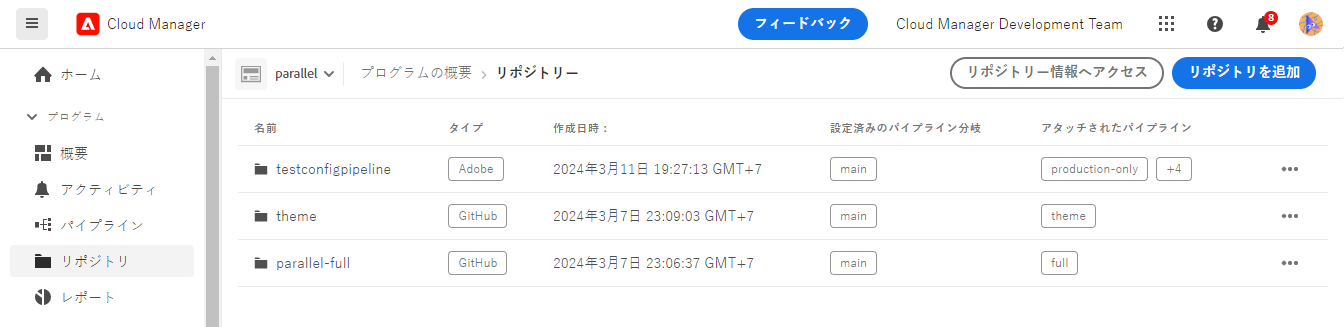 Cloud Manager フィードバック Cloud Manager Development Team 8
ホーム
プログラム
概要
アクティビティ
パイプライン
リポジトリ
レポート
parallel プログラムの概要 › リポジトリー リポジトリー情報へアクセス リポジトリを追加
名前 タイプ 作成日時： 設定済みのパイプライン分岐 アタッチされたパイプライン
testconfigpipeline Adobe 2024年3月11日 19:27:13 GMT+7 main production-only +4
theme GitHub 2024年3月7日 23:09:03 GMT+7 main theme
parallel-full GitHub 2024年3月7日 23:06:37 GMT+7 main full